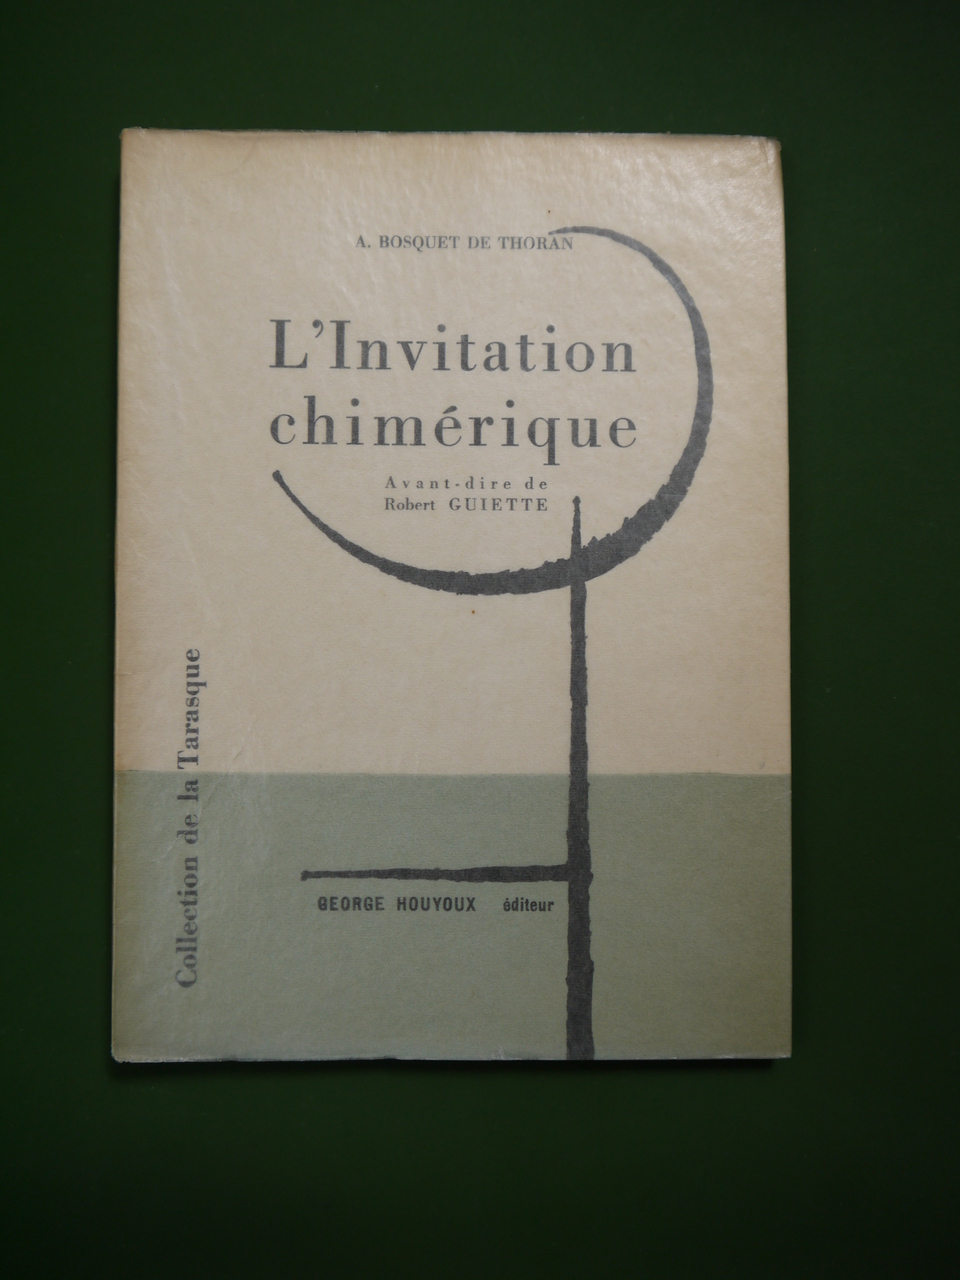 A. BOSQUET DE THORAN
L'Invitation
chimérique
Avant-dire de
Robert GUIETTE
Collection de la Tarasque
GEORGE HOUYOUX éditeur